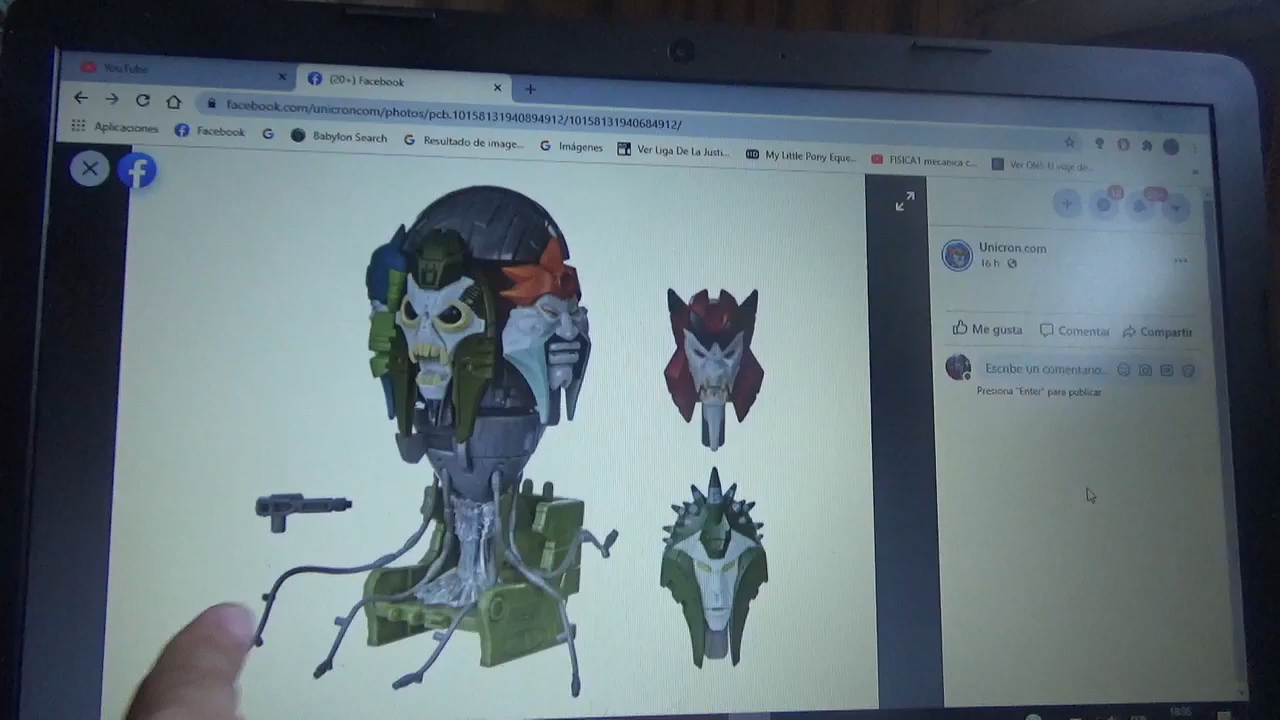 YouTube
(20+) Facebook
facebook.com/unicroncom/photos/pcb.10158131940894912/10158131940684912/
Aplicaciones
Facebook
Babylon Search
Resultado de image...
Imágenes
Ver Liga De La Justi...
HD My Little Pony Eque...
FISICA1 mecanica c...
Unicron.com
16 h
Me gusta
Comentar
Compartir
Escribe un comentario...
Presiona "Enter" para publicar